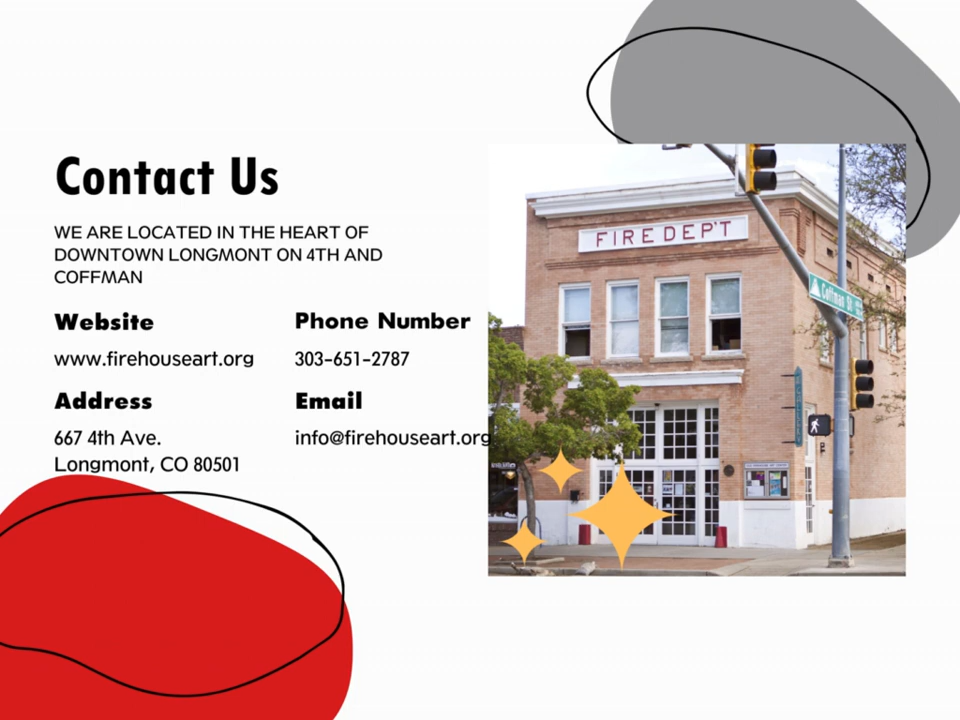 Contact Us
WE ARE LOCATED IN THE HEART OF
DOWNTOWN LONGMONT ON 4TH AND
COFFMAN
Website
www.firehouseart.org
Phone Number
303-651-2787
Address
667 4th Ave.
Longmont, CO 80501
Email
info@firehouseart.org
FIRE DEP'T
Coffman St